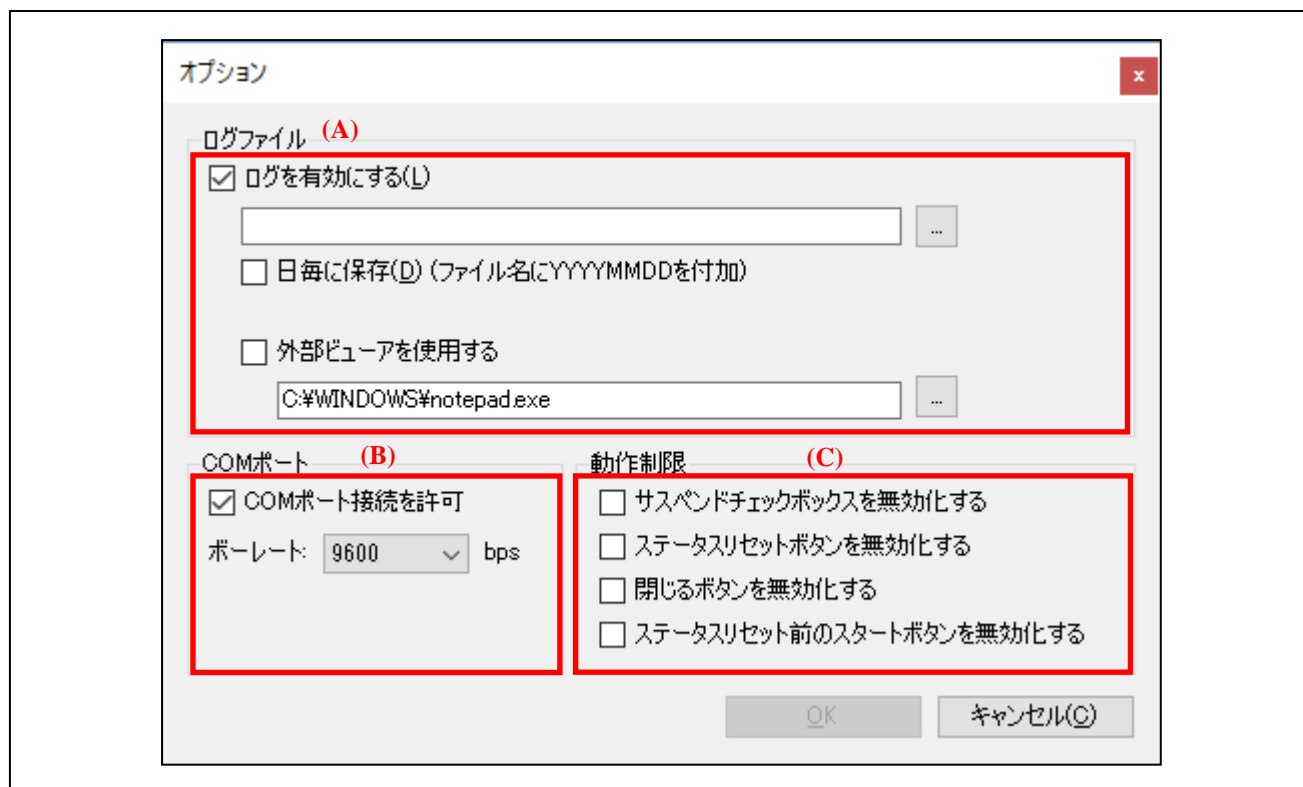 オプション
x
ログファイル (A)
ログを有効にする(L)
...
日毎に保存(D) (ファイル名にYYYYMMDDを付加)
外部ビューアを使用する
C:¥WINDOWS¥notepad.exe
...
COMポート (B)
COMポート接続を許可
ボーレート: 9600 bps
動作制限 (C)
サスペンドチェックボックスを無効化する
ステータスリセットボタンを無効化する
閉じるボタンを無効化する
ステータスリセット前のスタートボタンを無効化する
OK
キャンセル(C)